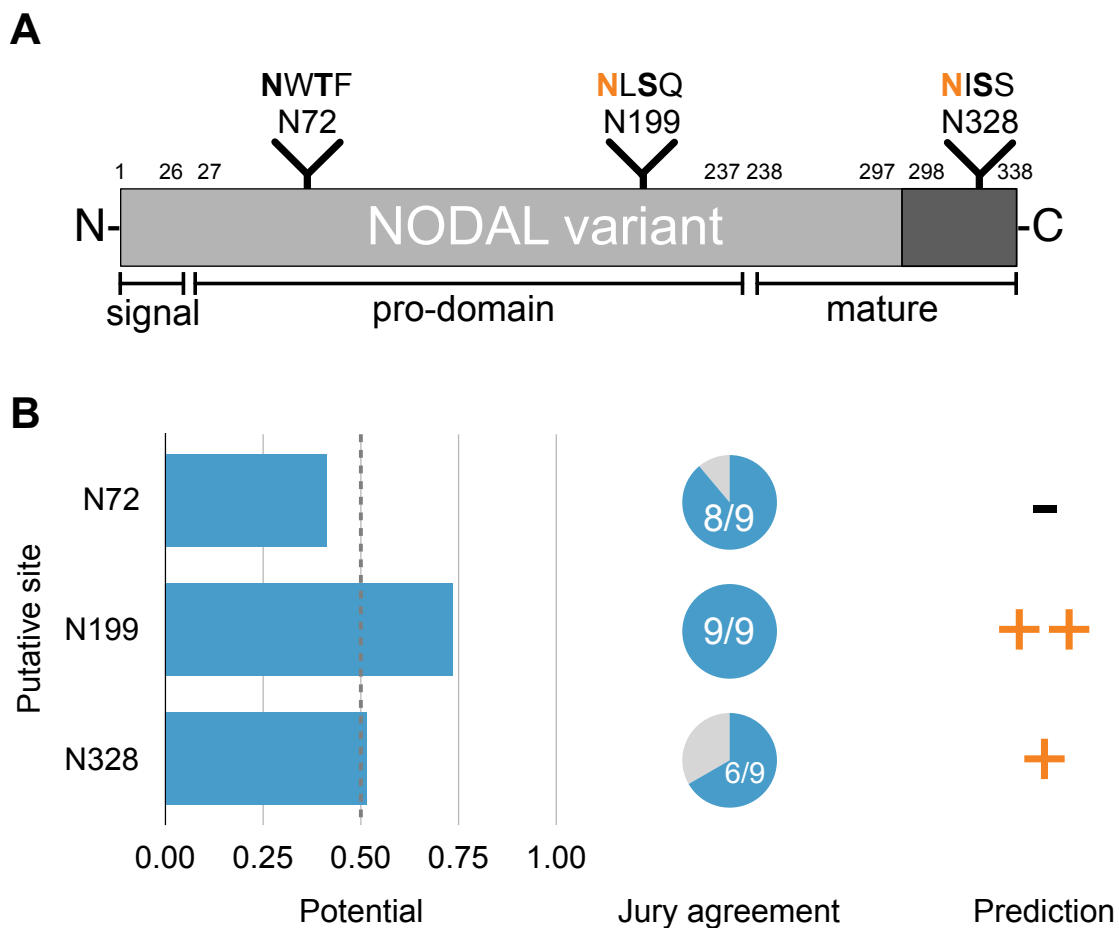 A
NWTF NLSQ NISS
N72 N199 N328
1 26 27 237 238 297 298 338
N- NODAL variant -C
signal pro-domain mature
B
Putative site
N72 8/9 -
N199 9/9 ++
N328 6/9 +
0.00 0.25 0.50 0.75 1.00
Potential Jury agreement Prediction